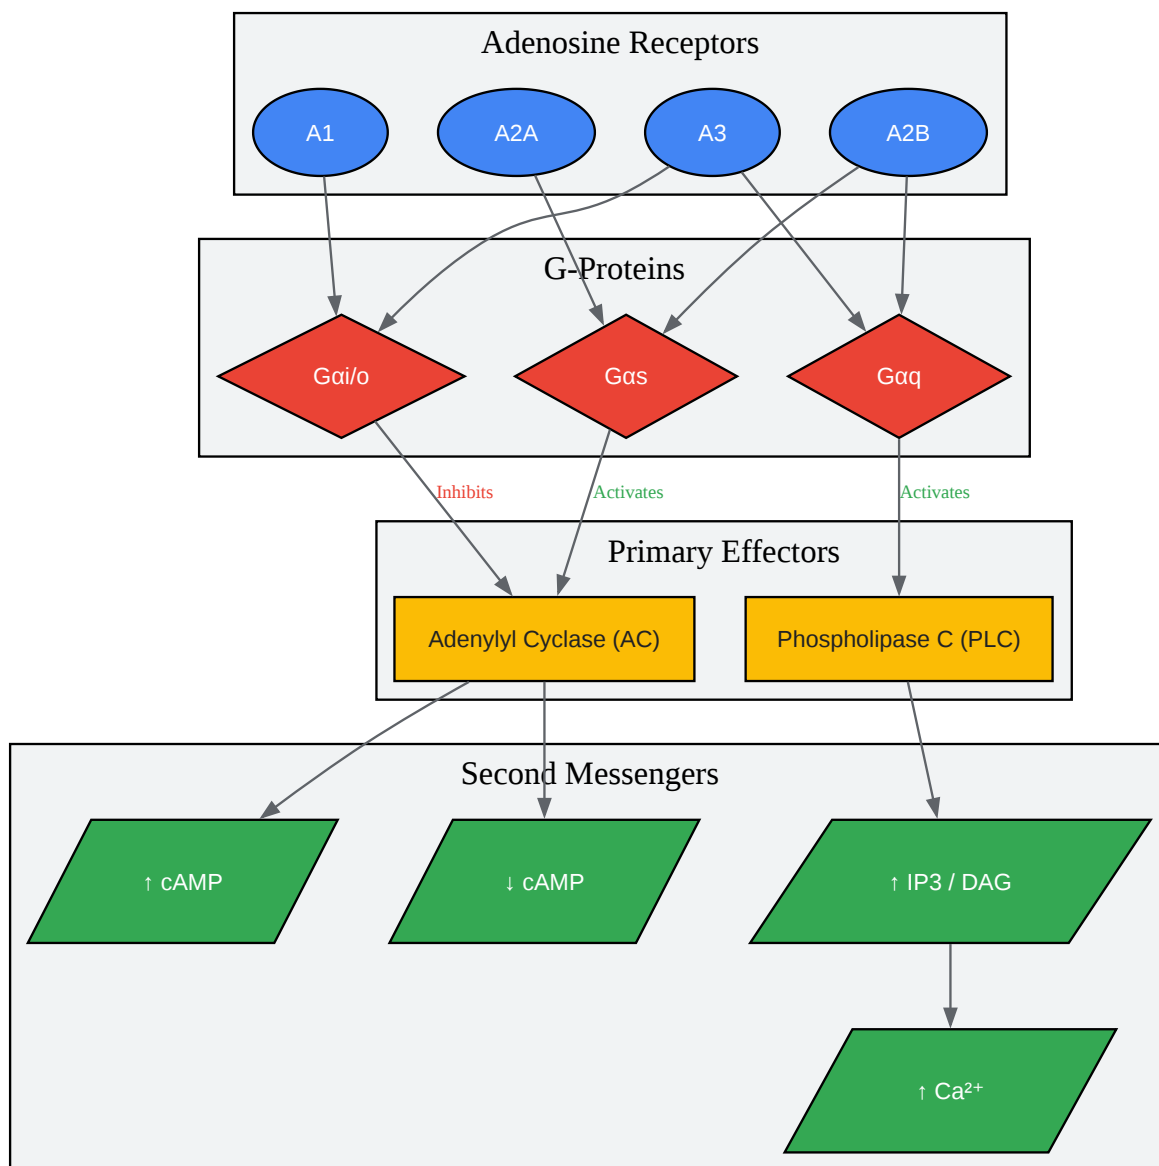 Adenosine Receptors
A1
A2A
A3
A2B
G-Proteins
Gαi/o
Gαs
Gαq
Inhibits
Activates
Activates
Primary Effectors
Adenylyl Cyclase (AC)
Phospholipase C (PLC)
Second Messengers
↑ cAMP
↓ cAMP
↑ IP3 / DAG
↑ Ca²⁺